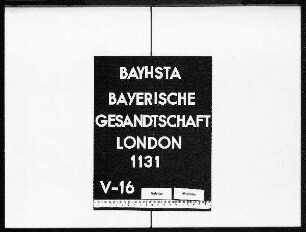 BAYHSTA
BAYERISCHE
GESANDTSCHAFT
LONDON
1131
V-16